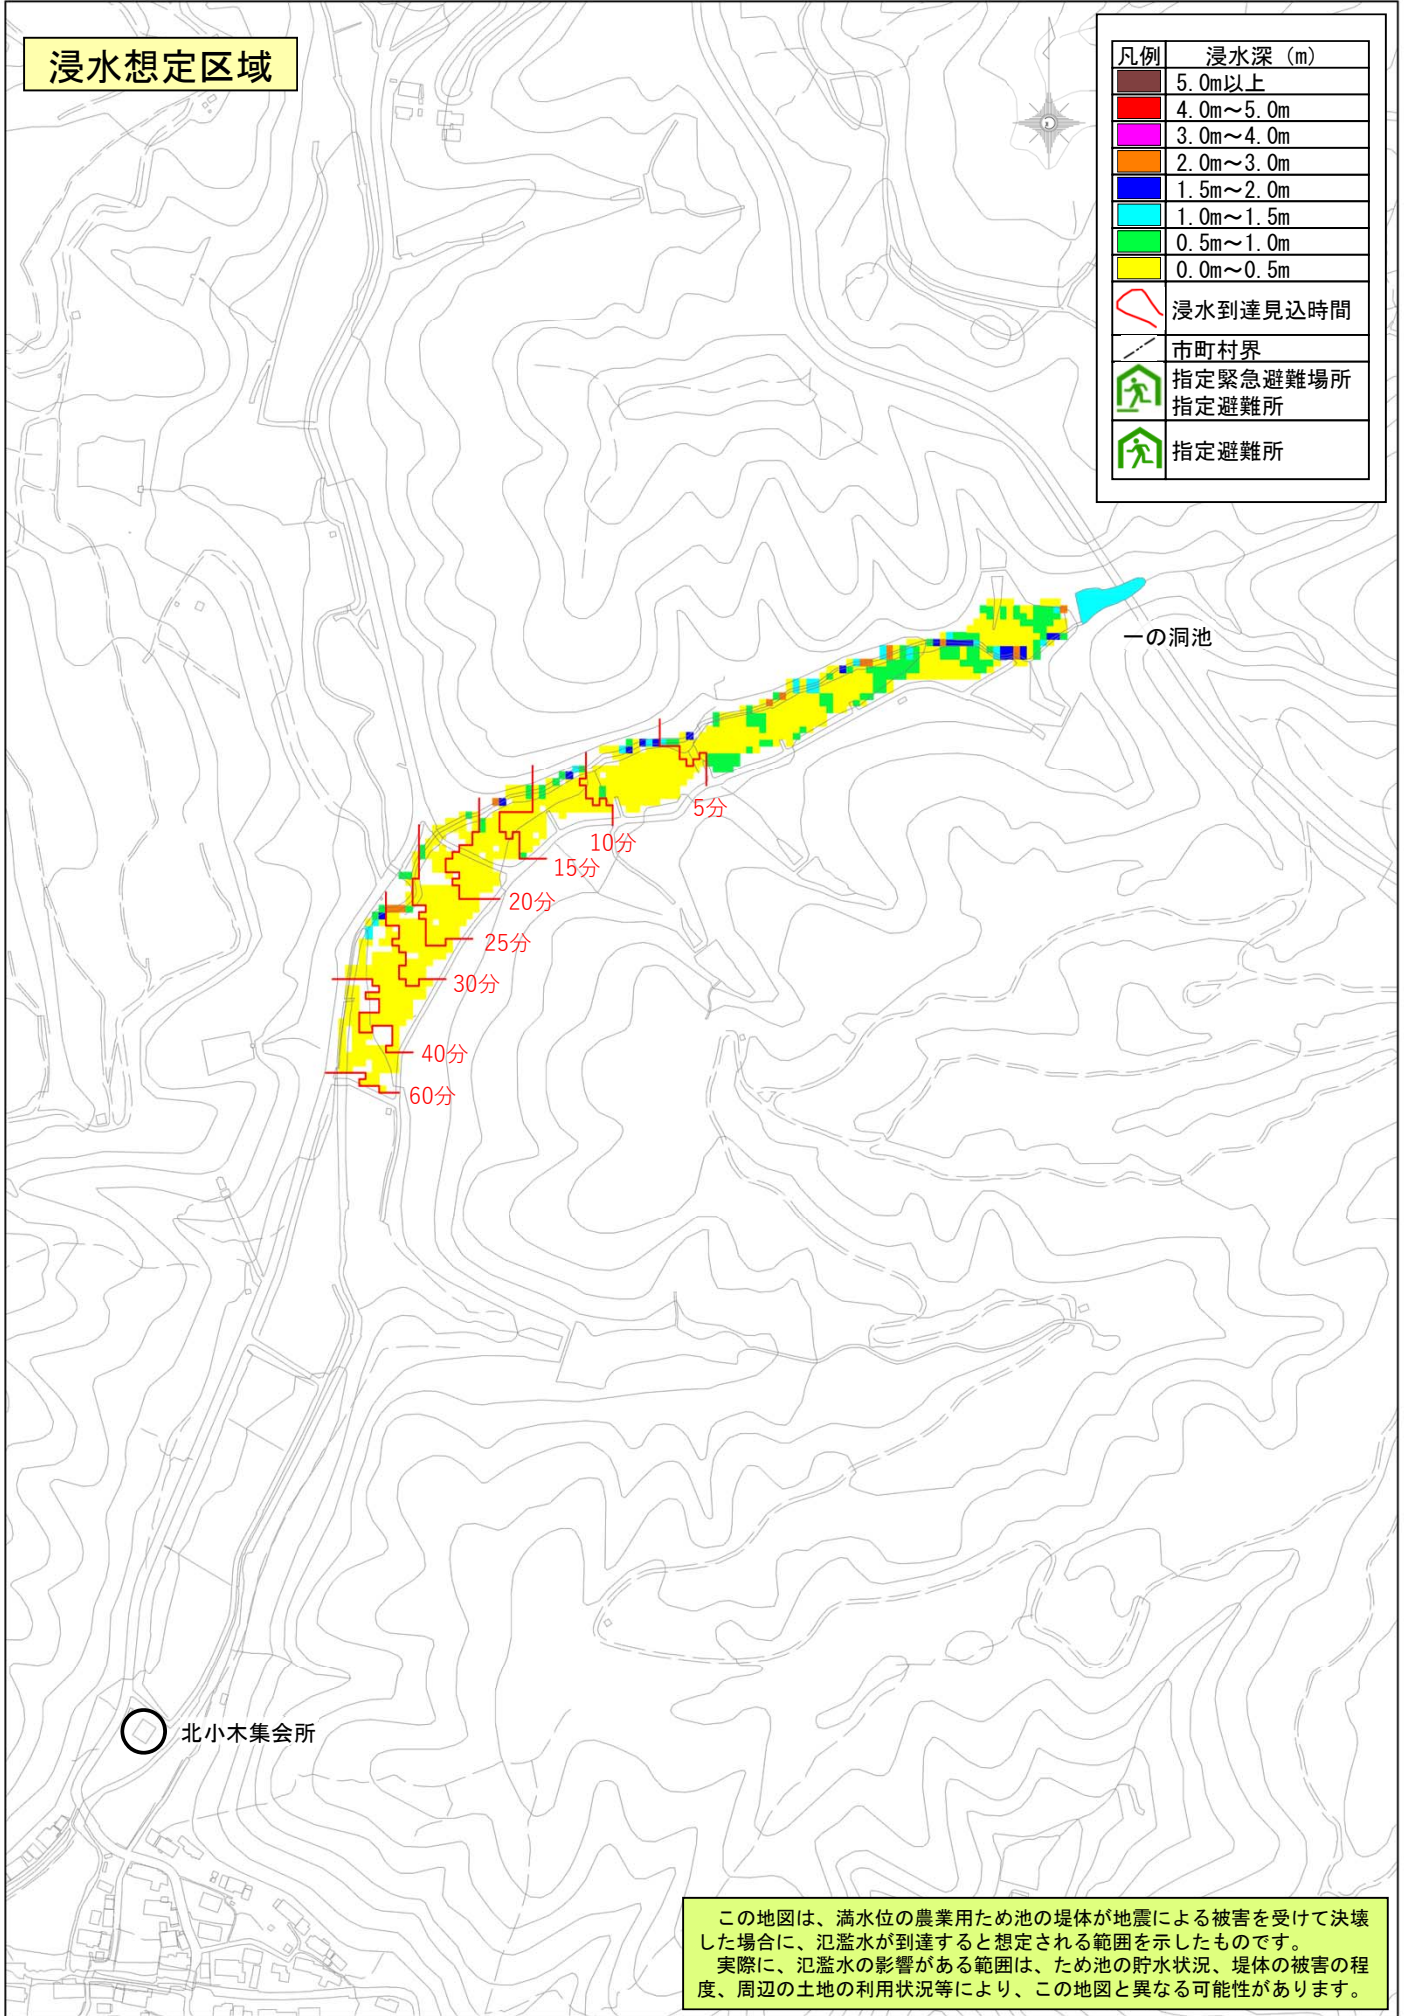 浸水想定区域
凡例 浸水深（m）
5.0m以上
4.0m～5.0m
3.0m～4.0m
2.0m～3.0m
1.5m～2.0m
1.0m～1.5m
0.5m～1.0m
0.0m～0.5m
浸水到達見込時間
市町村界
指定緊急避難場所
指定避難所
指定避難所
一の洞池
5分
10分
15分
20分
25分
30分
40分
60分
北小木集会所
この地図は、満水位の農業用ため池の堤体が地震による被害を受けて決壊
した場合に、氾濫水が到達すると想定される範囲を示したものです。
実際に、氾濫水の影響がある範囲は、ため池の貯水状況、堤体の被害の程
度、周辺の土地の利用状況等により、この地図と異なる可能性があります。